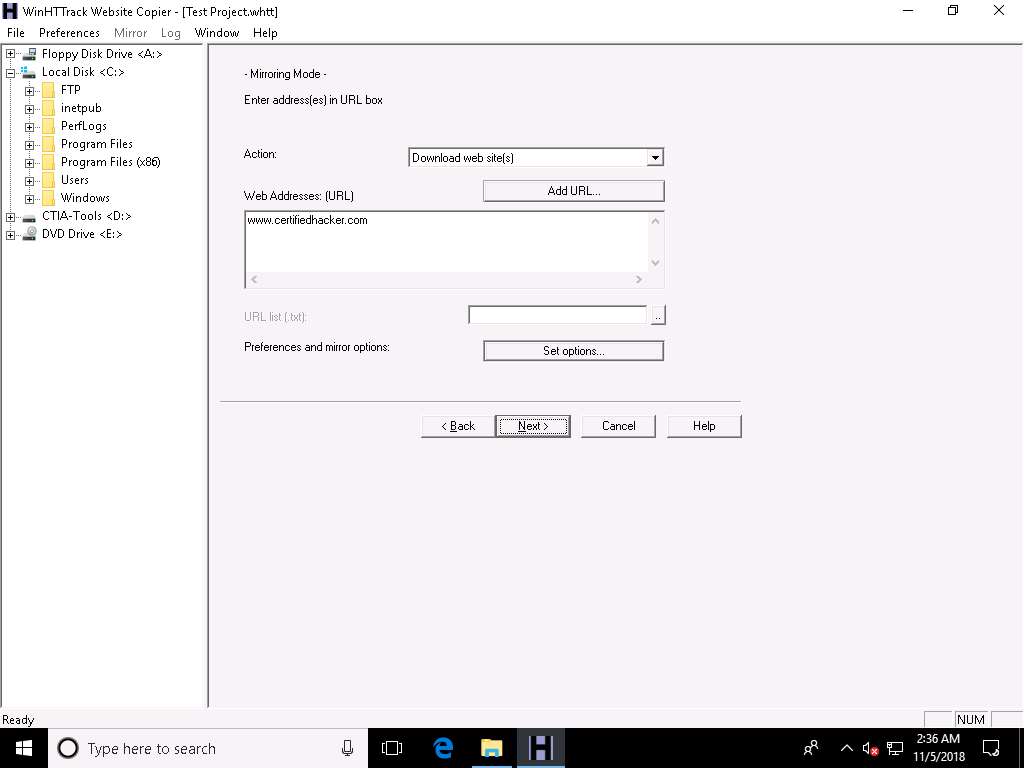 WinHTTrack Website Copier - [Test Project.whtt]
File Preferences Mirror Log Window Help
Floppy Disk Drive <A:>
Local Disk <C:>
FTP
inetpub
PerfLogs
Program Files
Program Files (x86)
Users
Windows
CTIA-Tools <D:>
DVD Drive <E:>
- Mirroring Mode -
Enter address(es) in URL box
Action:
Download web site(s)
Web Addresses: (URL)
Add URL...
www.certifiedhacker.com
URL list (.txt):
..
Preferences and mirror options:
Set options...
< Back
Next >
Cancel
Help
Ready
NUM
Type here to search
2:36 AM
11/5/2018